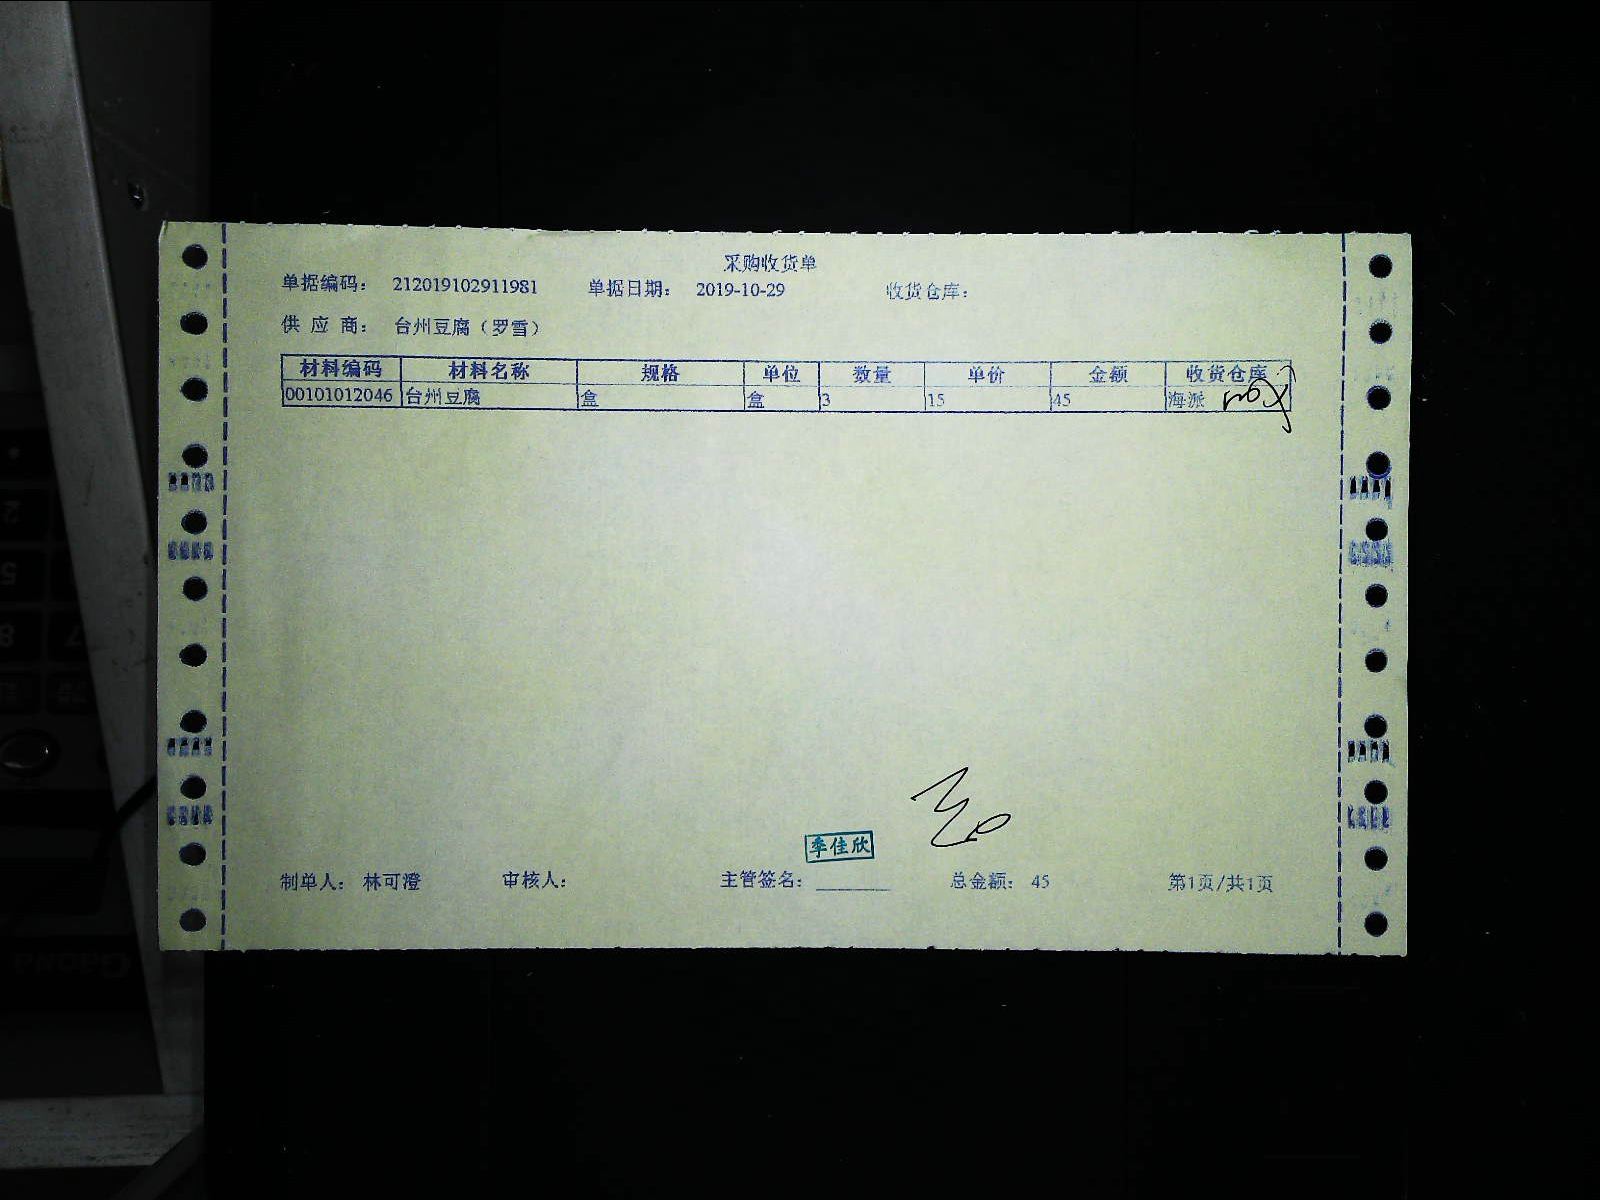 采购收货单
单据编码： 212019102911981 单据日期： 2019-10-29 收货仓库：
供 应 商： 台州豆腐（罗雪）
材料编码 材料名称 规格 单位 数量 单价 金额 收货仓库
00101012046 台州豆腐 盒 盒 3 15 45 海派
李佳欣
制单人： 林可澄 审核人： 主管签名： 总金额： 45 第1页/共1页